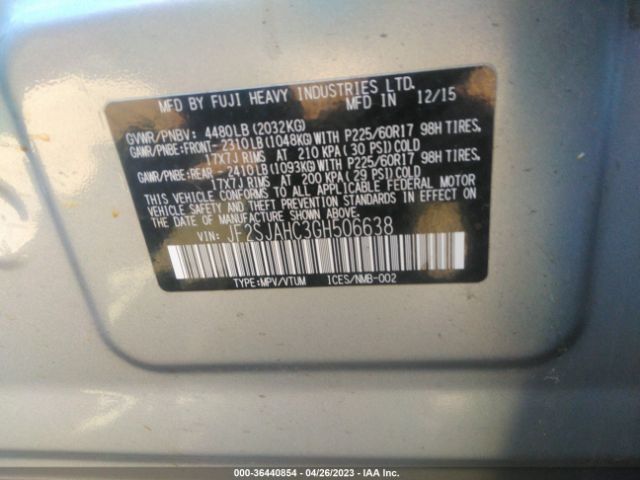 MFD BY FUJI HEAVY INDUSTRIES LTD.
MFD IN 12/15
GVWR/PNBV: 4480LB(2032KG)
GAWR/PNBE:FRONT- 2310LB(1048KG)WITH P225/60R17 98H TIRES,
17X7J RIMS AT 210 KPA(30 PSI)COLD
GAWR/PNBE:REAR - 2410LB(1093KG)WITH P225/60R17 98H TIRES,
17X7J RIMS AT 200 KPA(29 PSI)COLD
THIS VEHICLE CONFORMS TO ALL APPLICABLE FEDERAL MOTOR
VEHICLE SAFETY AND THEFT PREVENTION STANDARDS IN EFFECT ON
THE DATE OF MANUFACTURE SHOWN ABOVE.
VIN: JF2SJAHC3GH506638
TYPE:MPV/VTUM ICES/NMB-002
000-36440854 - 04/26/2023 - IAA Inc.